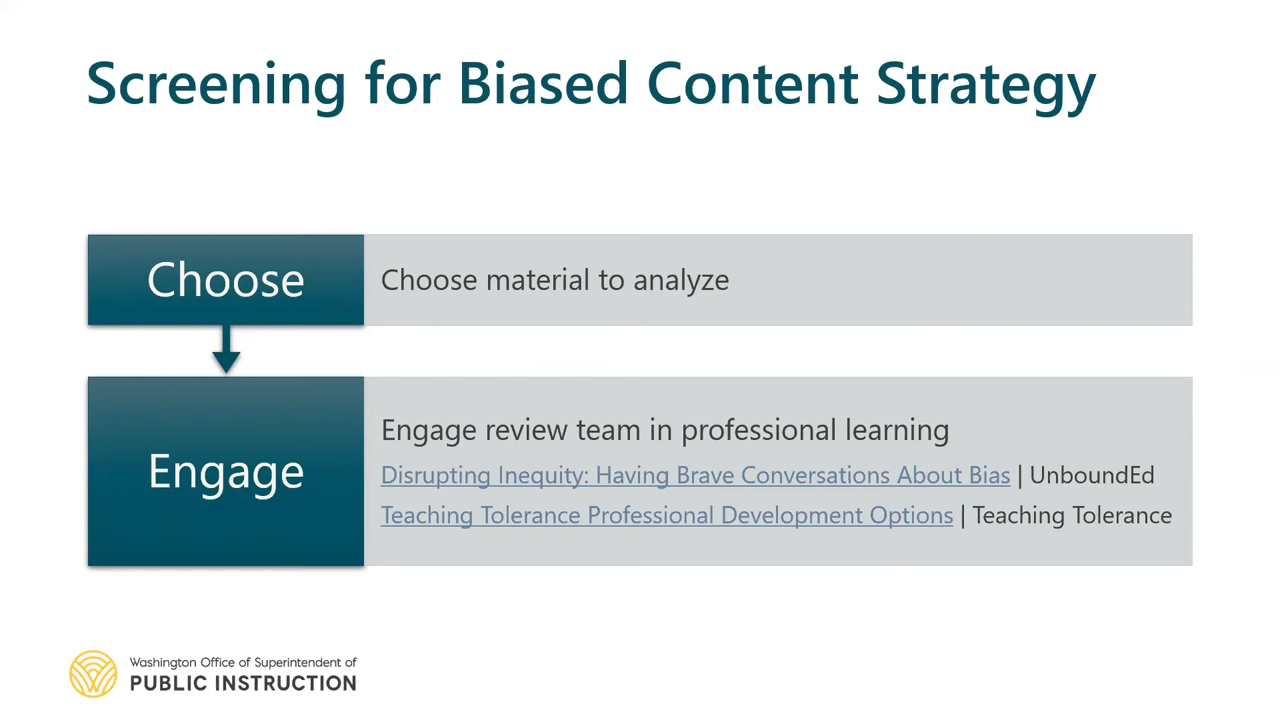 Screening for Biased Content Strategy
Choose
Choose material to analyze
Engage
Engage review team in professional learning
Disrupting Inequity: Having Brave Conversations About Bias | UnboundEd
Teaching Tolerance Professional Development Options | Teaching Tolerance
Washington Office of Superintendent of
PUBLIC INSTRUCTION